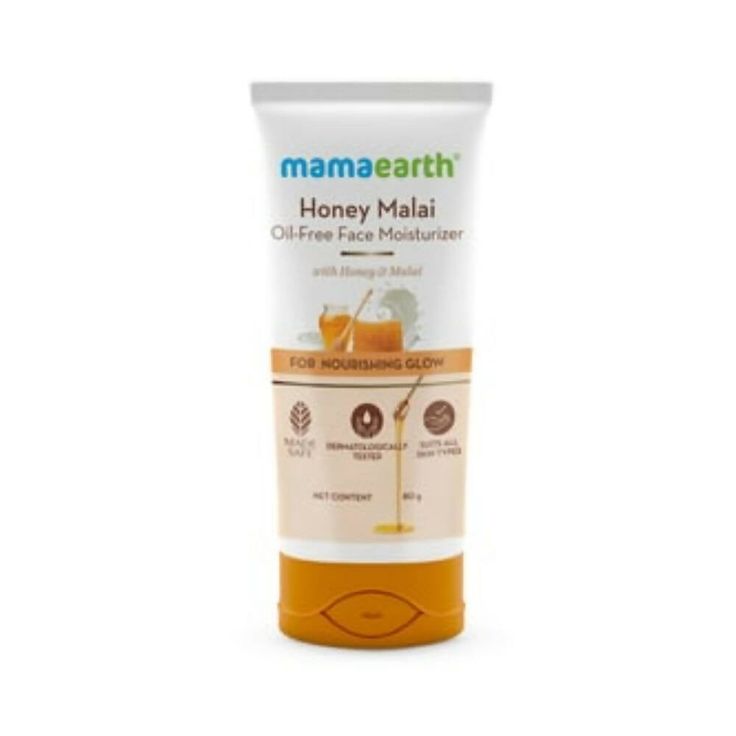 mamaearth®
Honey Malai
Oil-Free Face Moisturizer
with Honey & Malai
FOR NOURISHING GLOW
MADE
SAFE
DERMATOLOGICALLY
TESTED
SUITS ALL
SKIN TYPES
NET CONTENT 80 g